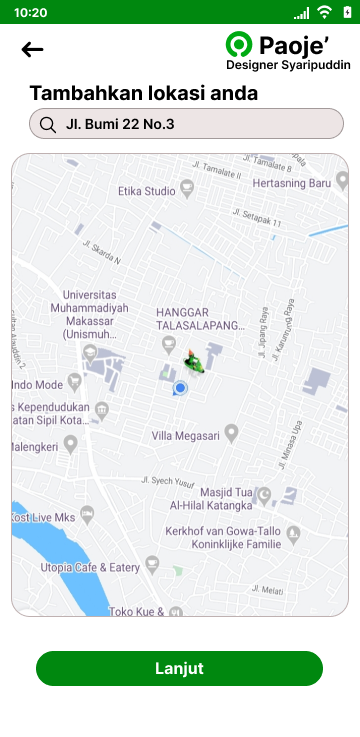 10:20
Paoje’
Designer Syaripuddin
Tambahkan lokasi anda
Jl. Bumi 22 No.3
Jl. Tamalate II
Jl. Tamalate B
Etika Studio
Hertasning Baru
Jl. Setapak 11
Jl. Skarda N
Universitas
Muhammadiyah
Makassar
(Unismuh...
HANGGAR
TALASALAPANG...
Jl. Jipang Raya
Jl. Karunrung Raya
Alauddin 2
Indo Mode
s Kependudukan
atan Sipil Kota...
Villa Megasari
Jl. Minasa Upa
Malengkeri
Jl. Syech Yusuf
Masjid Tua
Al-Hilal Katangka
Kost Live Mks
Kerkhof van Gowa-Tallo
Koninklijke Familie
Utopia Cafe & Eatery
Jl. Melati
Toko Kue &
Lanjut